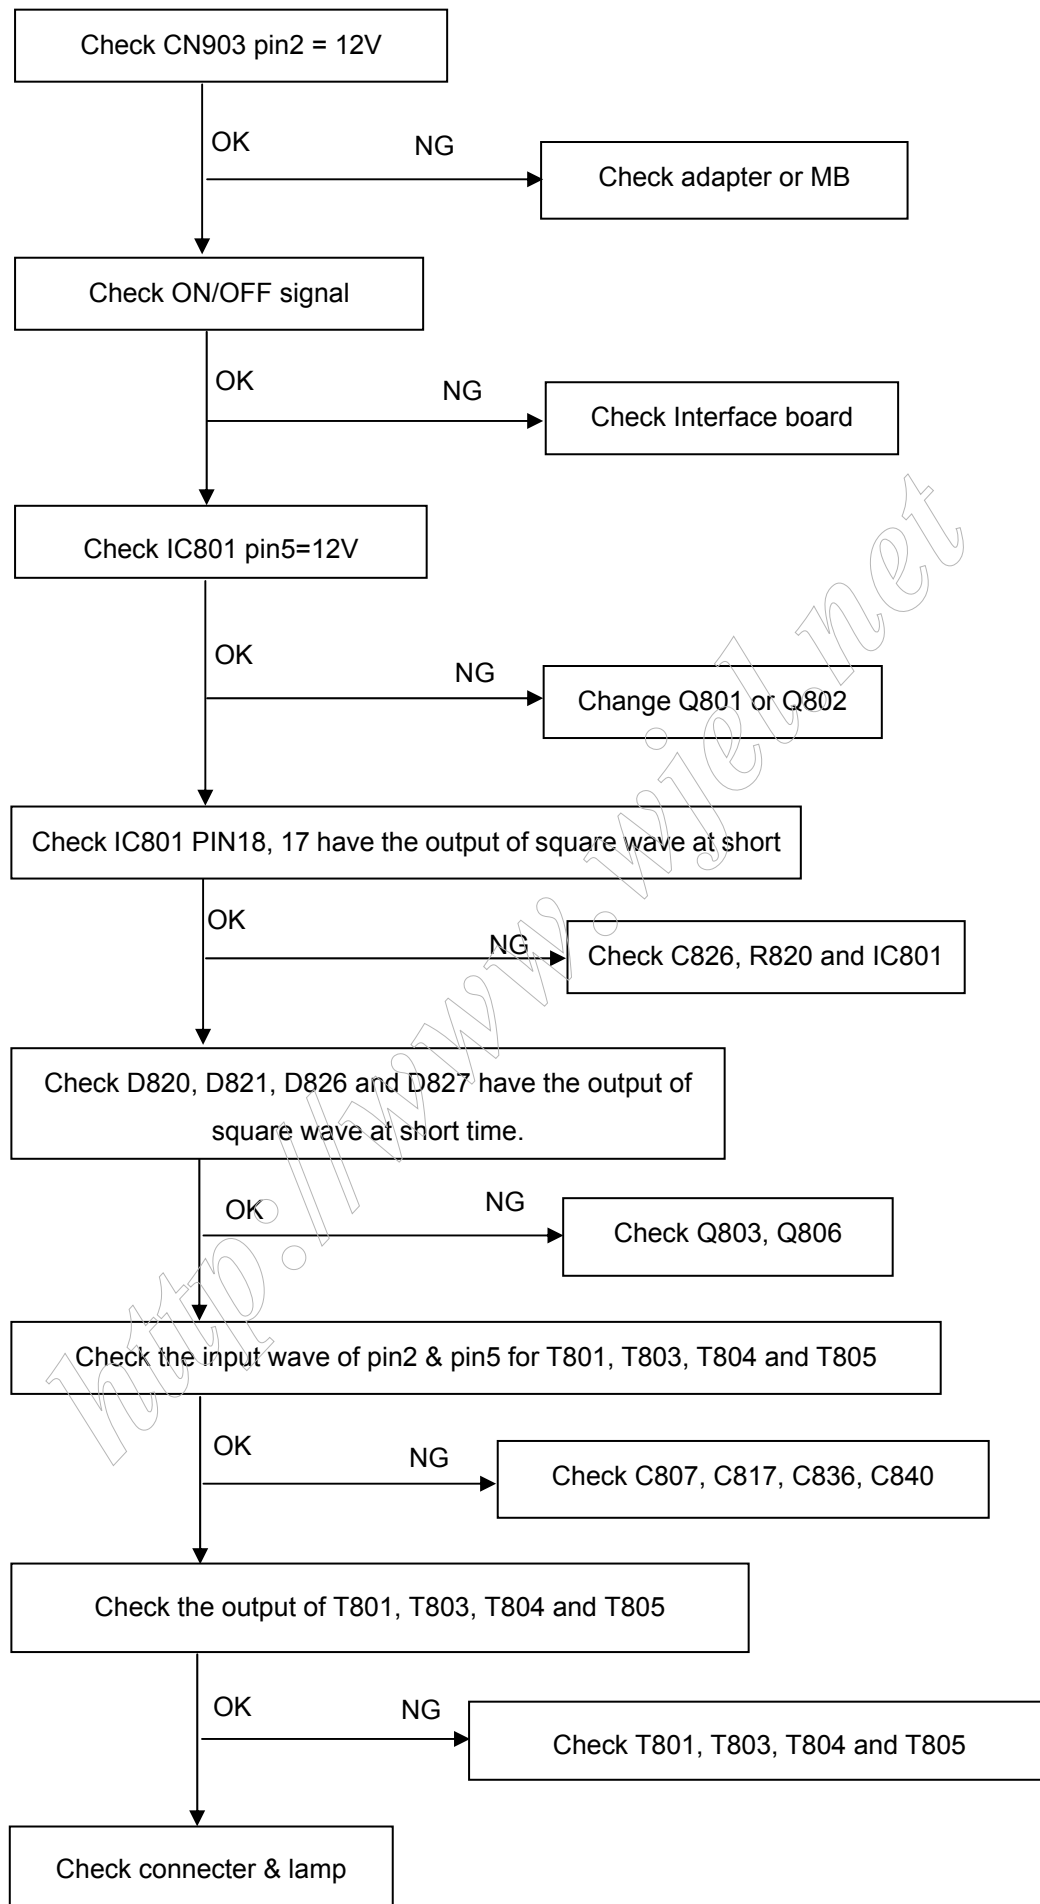 Check CN903 pin2 = 12V
OK
NG
Check adapter or MB
Check ON/OFF signal
OK
NG
Check Interface board
Check IC801 pin5=12V
OK
NG
Change Q801 or Q802
Check IC801 PIN18, 17 have the output of square wave at short
OK
NG
Check C826, R820 and IC801
Check D820, D821, D826 and D827 have the output of
square wave at short time.
OK
NG
Check Q803, Q806
Check the input wave of pin2 & pin5 for T801, T803, T804 and T805
OK
NG
Check C807, C817, C836, C840
Check the output of T801, T803, T804 and T805
OK
NG
Check T801, T803, T804 and T805
Check connecter & lamp
http://www.wjel.net